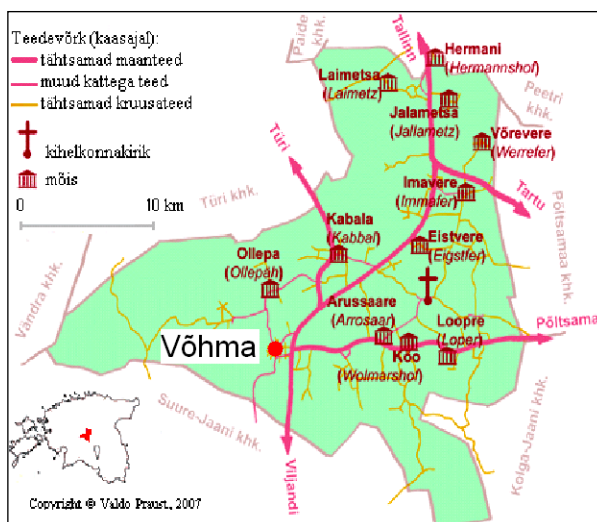 Teedevõrk (kaasajal):
tähtsamad maanteed
muud kattega teed
tähtsamad kruusateed
kihelkonnakirik
mõis
0 10 km
Paide
khk.
Tallinn
Hermani
(Hermannshof)
Laimetsa
(Laimetz)
Peetri
khk.
Jalametsa
(Jallametz)
Võrevere
(Werrefer)
Türi
Imavere
(Immafer)
Tartu
Türi khk.
Põltsamaa
khk.
Kabala
(Kabbal)
Eistvere
(Eigstfer)
Ollepa
(Ollepäh)
Vändra khk.
Arussaare
(Arrosaar)
Loopre
(Loper)
Põltsama
Võhma
Koo
(Wolmarshof)
Suure-Jaani khk.
Kolga-Jaani khk.
Viljandi
Copyright © Valdo Praust, 2007